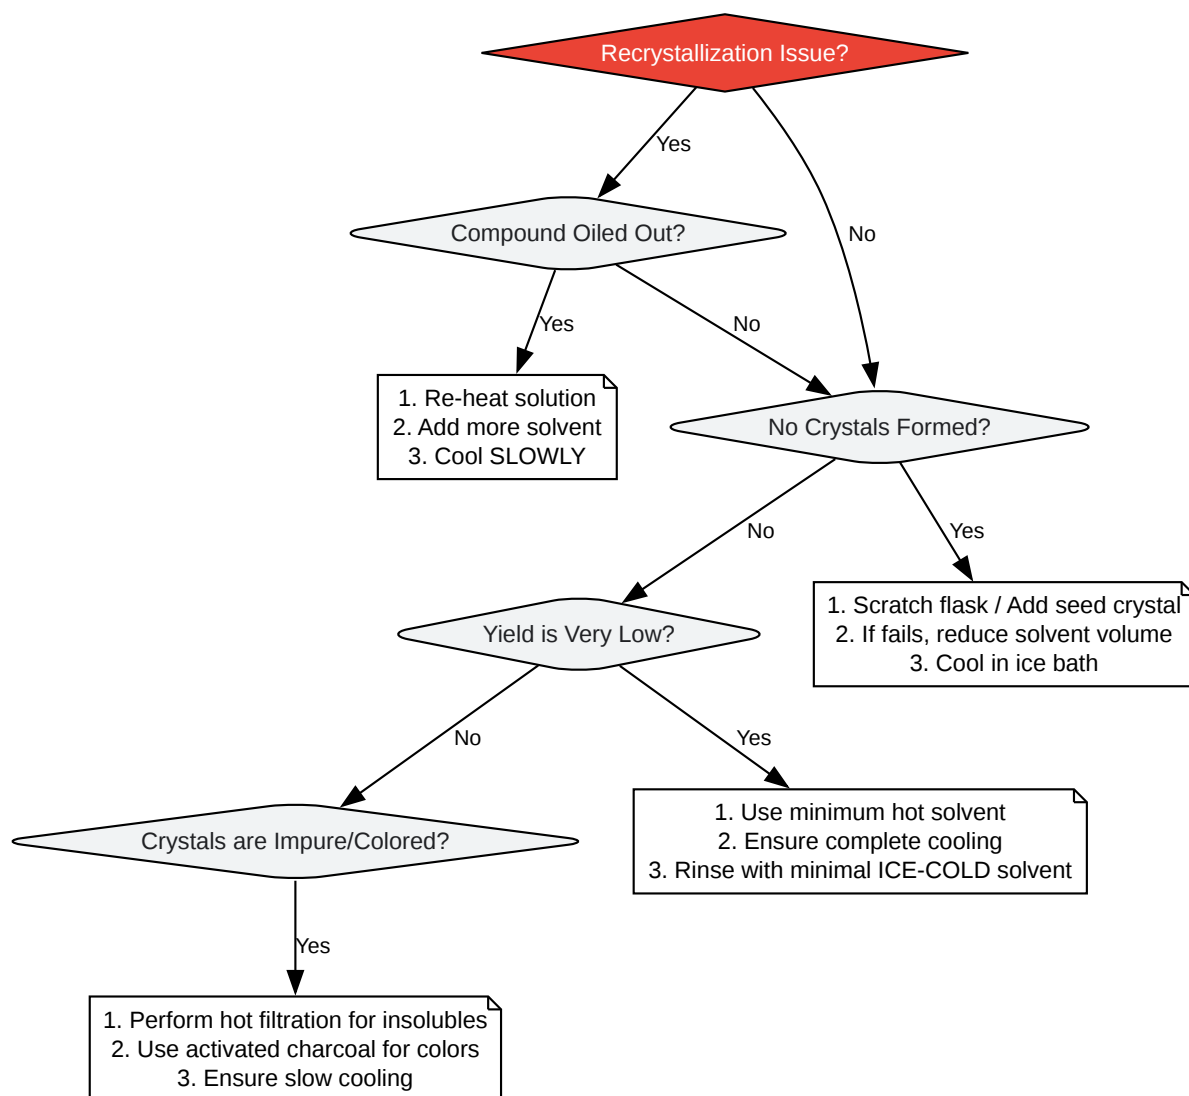 Recrystallization Issue?
Yes
Compound Oiled Out?
No
Yes
No
1. Re-heat solution
2. Add more solvent
3. Cool SLOWLY
No Crystals Formed?
No
Yes
1. Scratch flask / Add seed crystal
2. If fails, reduce solvent volume
3. Cool in ice bath
Yield is Very Low?
No
Yes
1. Use minimum hot solvent
2. Ensure complete cooling
3. Rinse with minimal ICE-COLD solvent
Crystals are Impure/Colored?
Yes
1. Perform hot filtration for insolubles
2. Use activated charcoal for colors
3. Ensure slow cooling